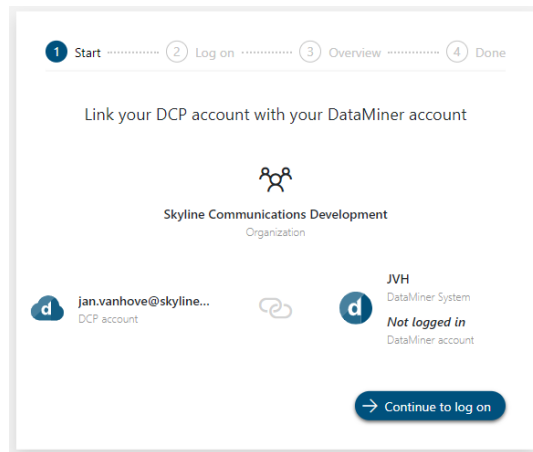 1 Start 2 Log on 3 Overview 4 Done
Link your DCP account with your DataMiner account
Skyline Communications Development
Organization
d jan.vanhove@skyline...
DCP account
d JVH
DataMiner System
Not logged in
DataMiner account
Continue to log on